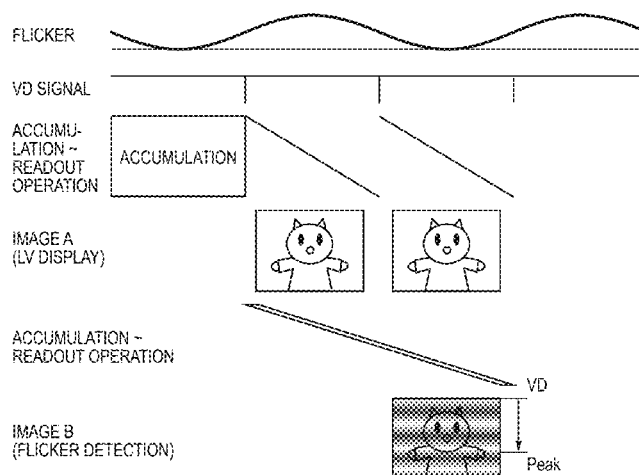 FLICKER
VD SIGNAL
ACCUMU-
LATION ~
READOUT
OPERATION
ACCUMULATION
IMAGE A
(LV DISPLAY)
ACCUMULATION ~
READOUT OPERATION
VD
IMAGE B
(FLICKER DETECTION)
Peak